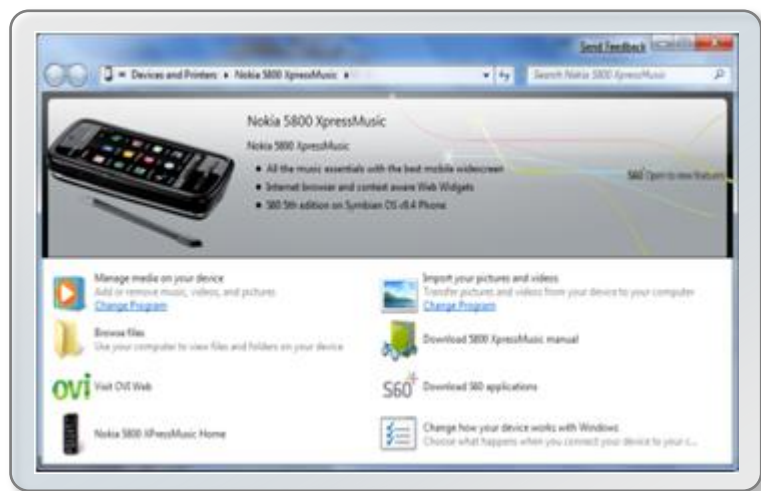 Send Feedback
Devices and Printers ▸ Nokia 5800 XpressMusic ▸
Search Nokia 5800 XpressMusic
Nokia 5800 XpressMusic
Nokia 5800 XpressMusic
• All the music essentials with the best mobile widescreen
• Internet browser and context aware Web Widgets
• S60 5th edition on Symbian OS v9.4 Phone
S60 Open to new features
Manage media on your device
Add or remove music, videos, and pictures
Change Program
Import your pictures and videos
Transfer pictures and videos from your device to your computer
Change Program
Browse files
Use your computer to view files and folders on your device
Download 5800 XpressMusic manual
OVI Visit OVI Web
S60 Download S60 applications
Nokia 5800 XPressMusic Home
Change how your device works with Windows
Choose what happens when you connect your device to your c...